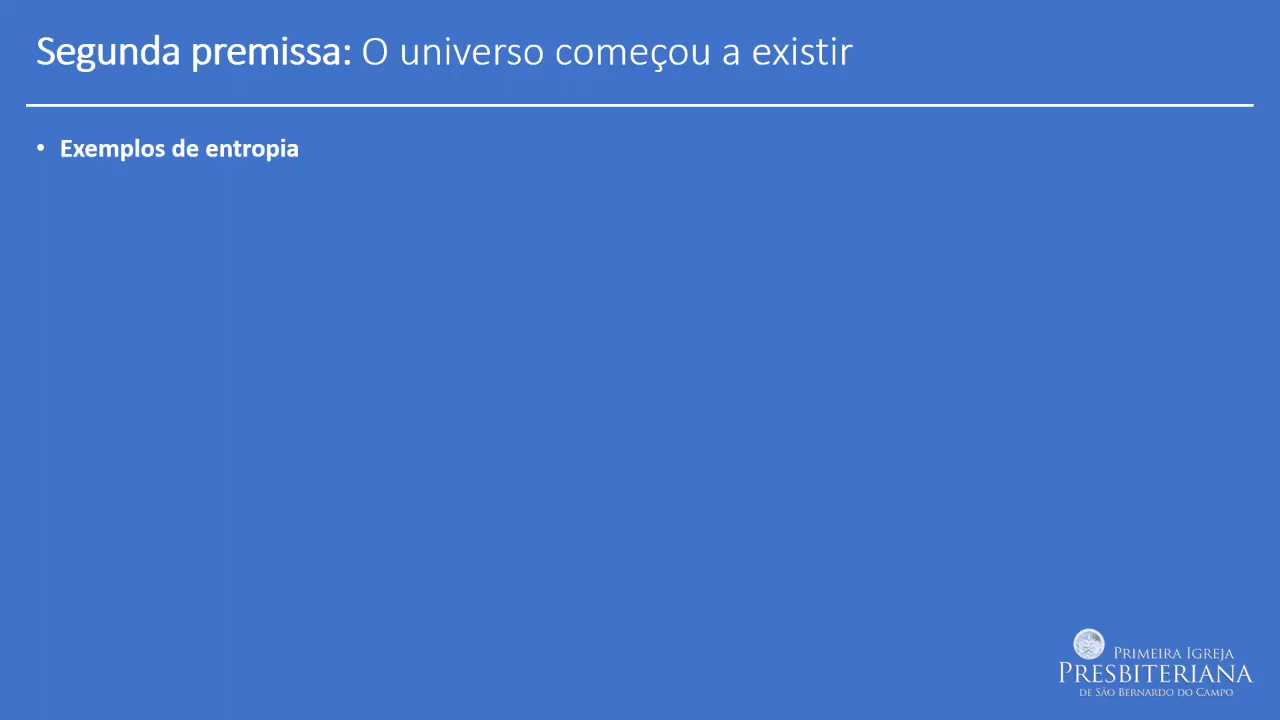 Segunda premissa: O universo começou a existir
• Exemplos de entropia
PRIMEIRA IGREJA
PRESBITERIANA
DE SÃO BERNARDO DO CAMPO